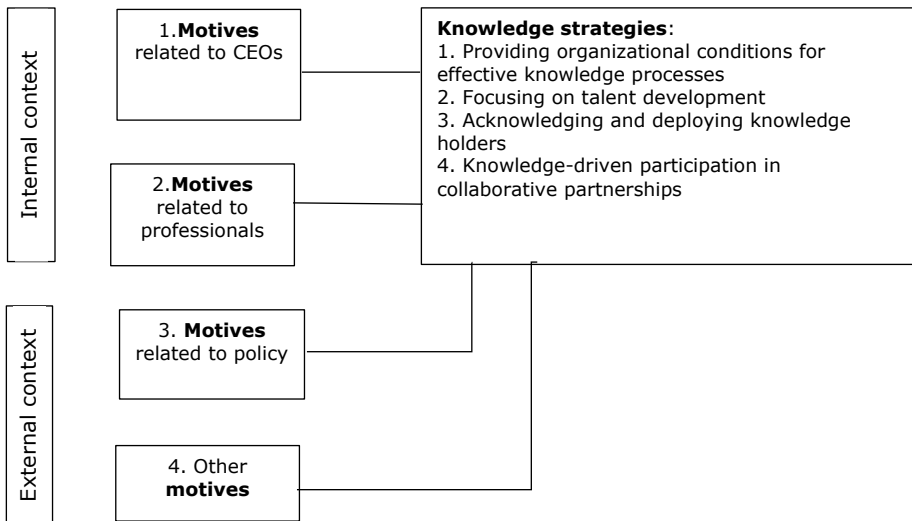 Internal context
1.Motives
related to CEOs
2.Motives
related to
professionals
External context
3. Motives
related to policy
4. Other
motives
Knowledge strategies:
1. Providing organizational conditions for
effective knowledge processes
2. Focusing on talent development
3. Acknowledging and deploying knowledge
holders
4. Knowledge-driven participation in
collaborative partnerships